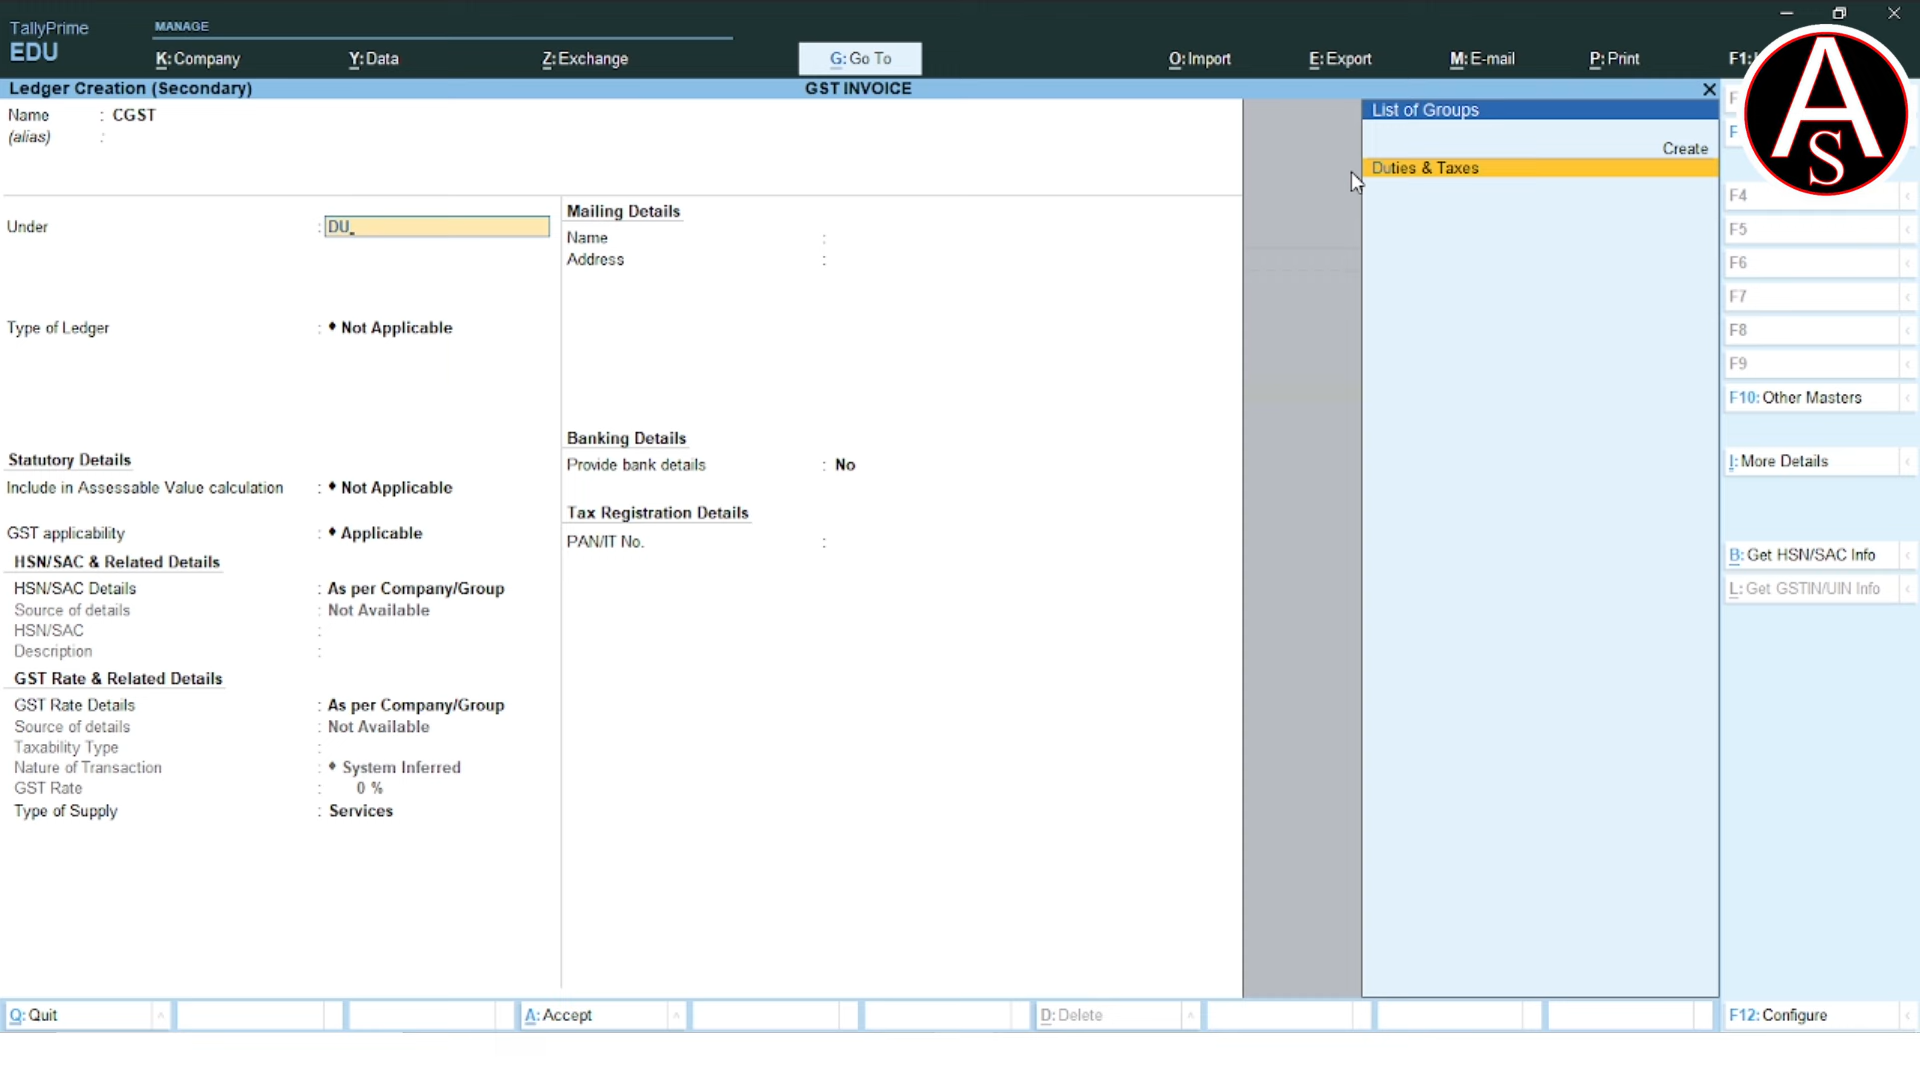 TallyPrime
EDU
MANAGE
K:Company
Y:Data
Z:Exchange
G:Go To
O:Import
E:Export
M:E-mail
P:Print
F1:
Ledger Creation (Secondary)
GST INVOICE
Name : CGST
(alias) :
Under : DU
Type of Ledger : ♦ Not Applicable
Statutory Details
Include in Assessable Value calculation : ♦ Not Applicable
GST applicability : ♦ Applicable
HSN/SAC & Related Details
HSN/SAC Details : As per Company/Group
Source of details : Not Available
HSN/SAC :
Description :
GST Rate & Related Details
GST Rate Details : As per Company/Group
Source of details : Not Available
Taxability Type :
Nature of Transaction : ♦ System Inferred
GST Rate : 0 %
Type of Supply : Services
Mailing Details
Name :
Address :
Banking Details
Provide bank details : No
Tax Registration Details
PAN/IT No. :
List of Groups
Create
Duties & Taxes
AS
F
F
F4
F5
F6
F7
F8
F9
F10: Other Masters
I: More Details
B: Get HSN/SAC Info
L: Get GSTIN/UIN Info
Q: Quit
A: Accept
D: Delete
F12: Configure